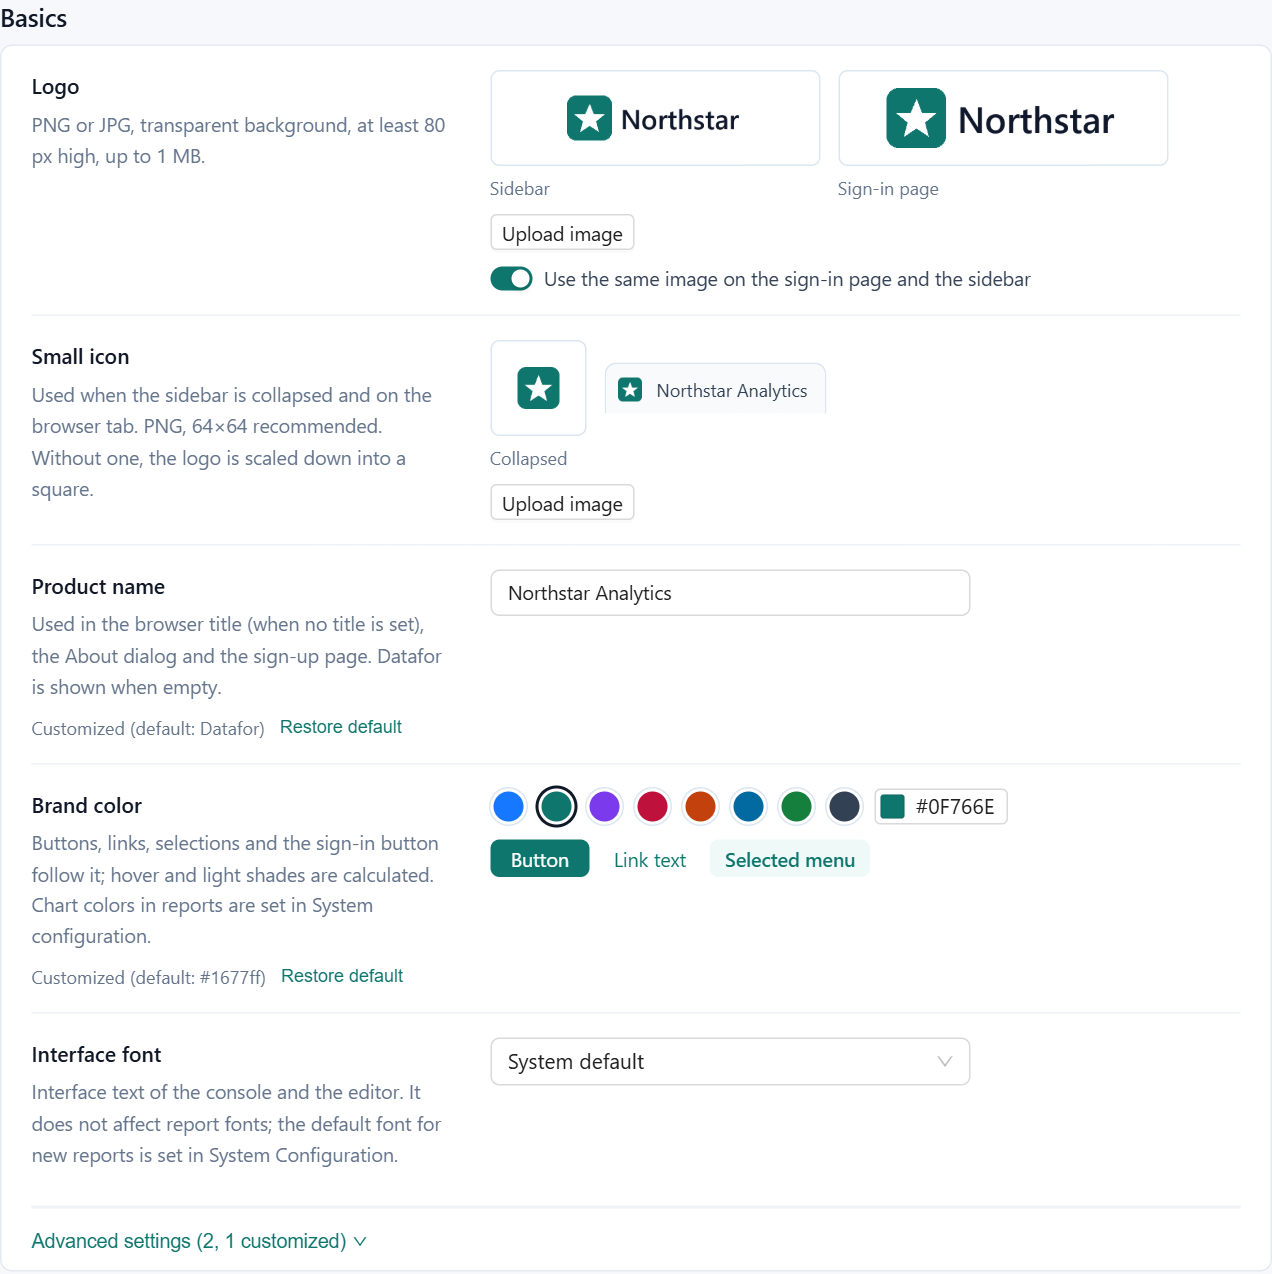 Basics
Logo
PNG or JPG, transparent background, at least 80
px high, up to 1 MB.
Northstar
Northstar
Sidebar
Sign-in page
Upload image
Use the same image on the sign-in page and the sidebar
Small icon
Used when the sidebar is collapsed and on the
browser tab. PNG, 64×64 recommended.
Without one, the logo is scaled down into a
square.
Northstar Analytics
Collapsed
Upload image
Product name
Used in the browser title (when no title is set),
the About dialog and the sign-up page. Datafor
is shown when empty.
Customized (default: Datafor) Restore default
Northstar Analytics
Brand color
Buttons, links, selections and the sign-in button
follow it; hover and light shades are calculated.
Chart colors in reports are set in System
configuration.
Customized (default: #1677ff) Restore default
#0F766E
Button Link text Selected menu
Interface font
Interface text of the console and the editor. It
does not affect report fonts; the default font for
new reports is set in System Configuration.
System default
Advanced settings (2, 1 customized)